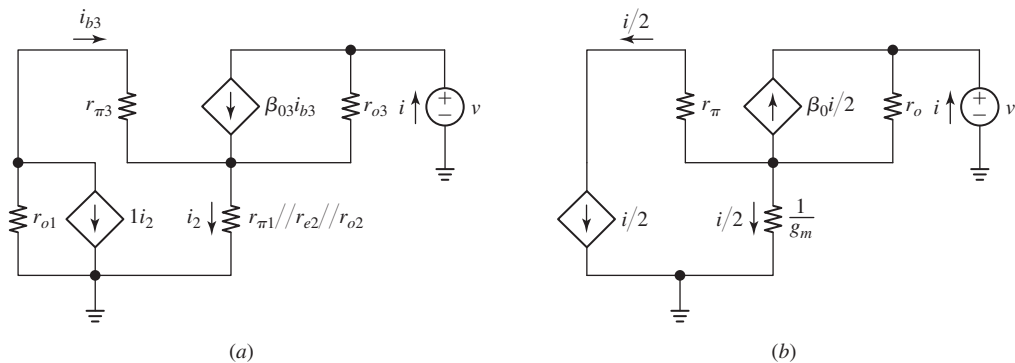 i_{b3}
r_{π3}
β_{03}i_{b3}
r_{o3}
i
+
−
v
r_{o1}
1i_2
i_2
r_{π1}//r_{e2}//r_{o2}
(a)
i/2
r_π
β_0i/2
r_o
i
+
−
v
i/2
i/2
1/g_m
(b)